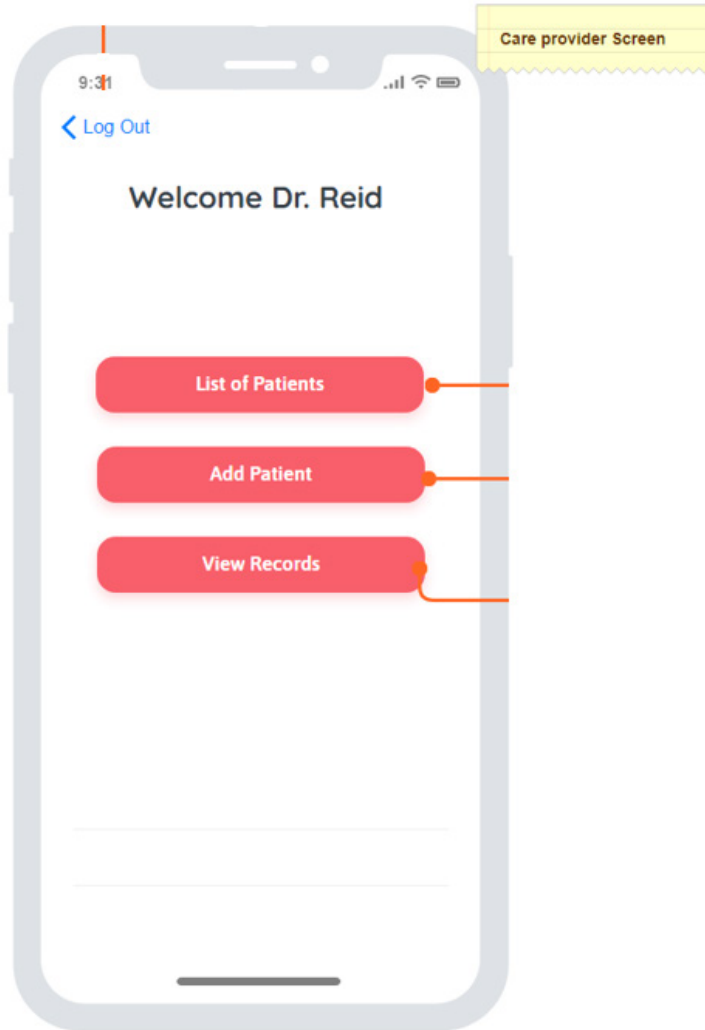 Care provider Screen
9:31
Log Out
Welcome Dr. Reid
List of Patients
Add Patient
View Records